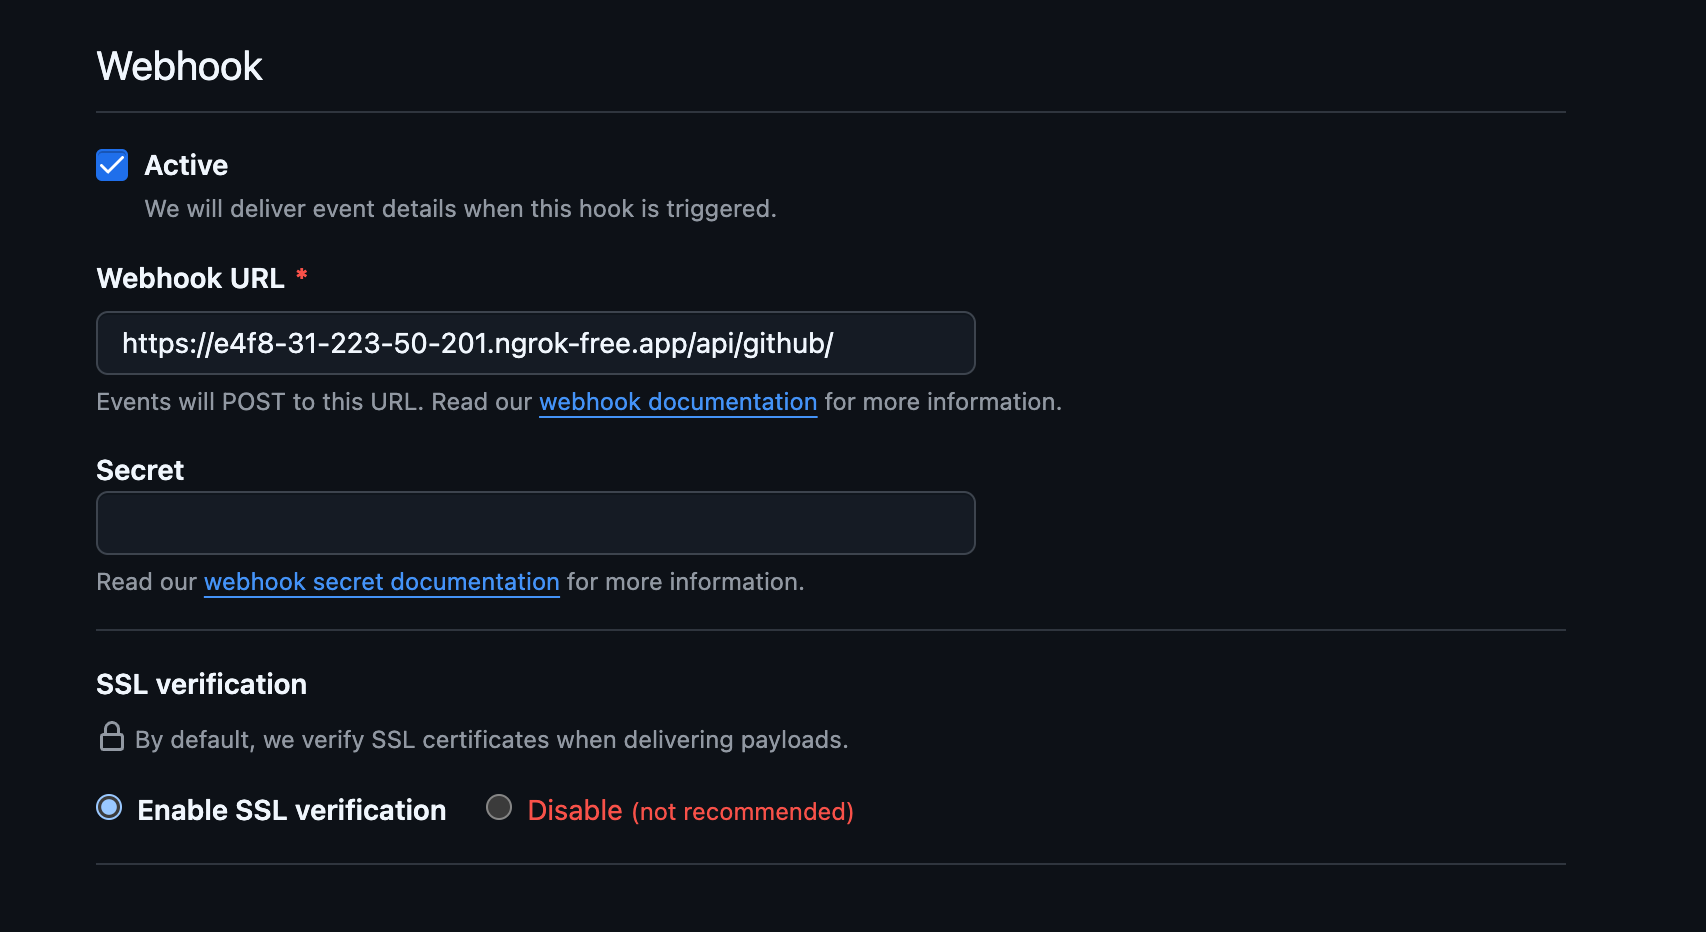 Webhook
Active
We will deliver event details when this hook is triggered.
Webhook URL *
https://e4f8-31-223-50-201.ngrok-free.app/api/github/
Events will POST to this URL. Read our webhook documentation for more information.
Secret
Read our webhook secret documentation for more information.
SSL verification
By default, we verify SSL certificates when delivering payloads.
Enable SSL verification Disable (not recommended)